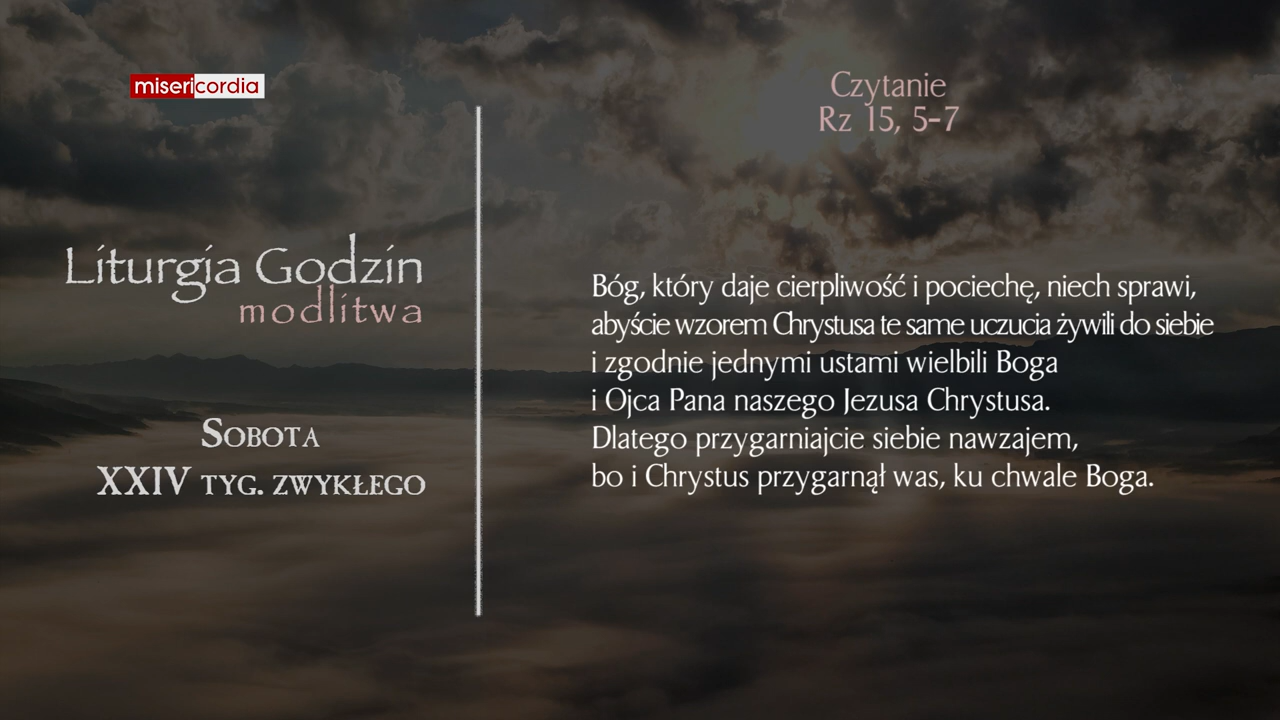 misericordia
Liturgia Godzin
modlitwa
Sobota
XXIV tyg. zwykłego
Czytanie
Rz 15, 5-7
Bóg, który daje cierpliwość i pociechę, niech sprawi,
abyście wzorem Chrystusa te same uczucia żywili do siebie
i zgodnie jednymi ustami wielbili Boga
i Ojca Pana naszego Jezusa Chrystusa.
Dlatego przygarniajcie siebie nawzajem,
bo i Chrystus przygarnął was, ku chwale Boga.